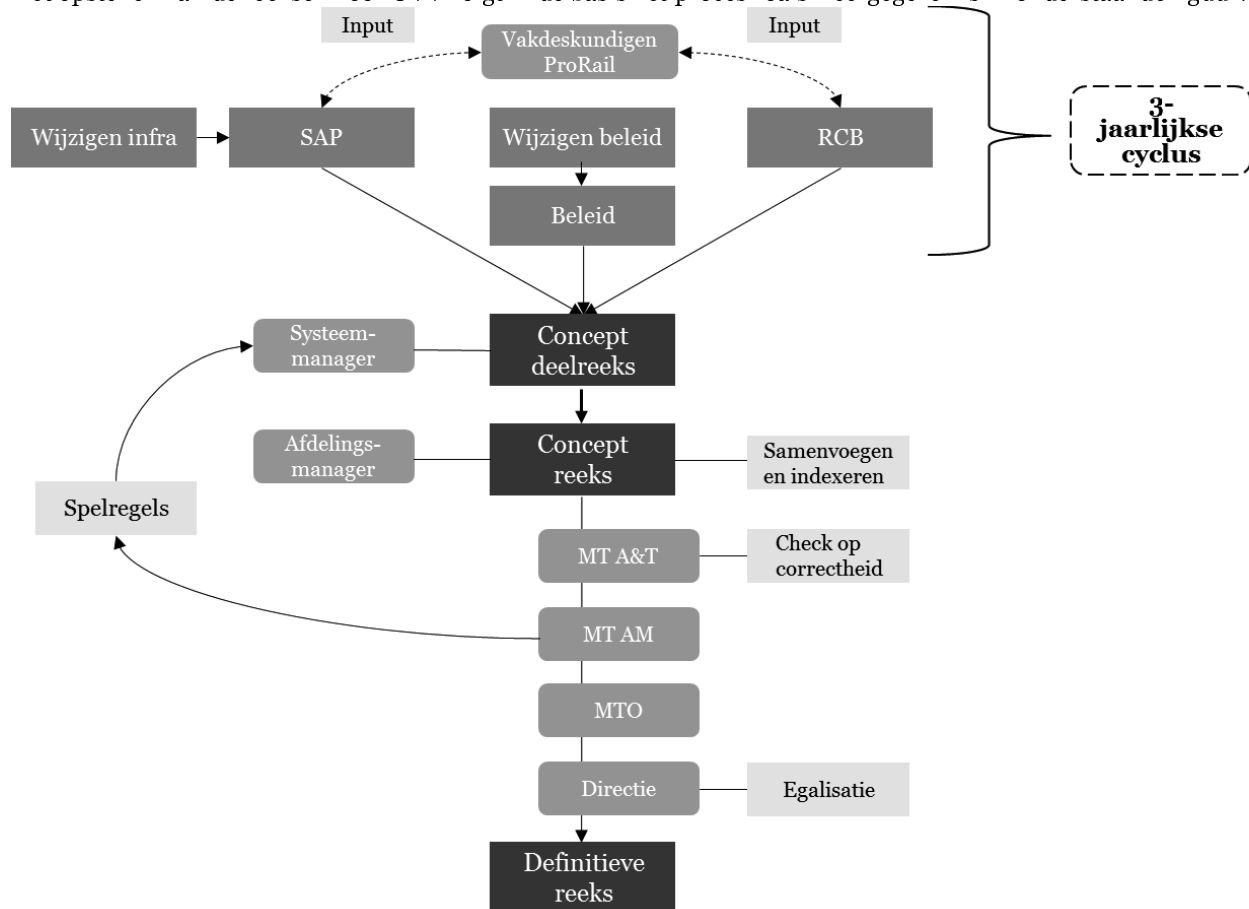 Input
Input
Vakdeskundigen
ProRail
3-
jaarlijkse
cyclus
Wijzigen infra
SAP
Wijzigen beleid
RCB
Beleid
Systeem-
manager
Concept
deelreeks
Afdelings-
manager
Concept
reeks
Samenvoegen
en indexeren
Spelregels
MT A&T
Check op
correctheid
MT AM
MTO
Directie
Egalisatie
Definitieve
reeks